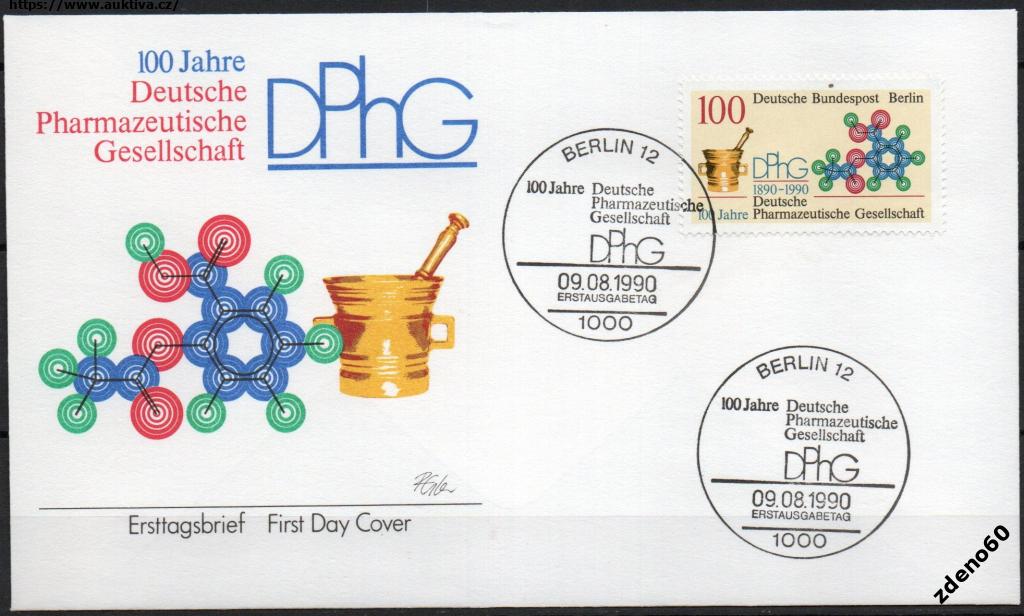 https://www.auktiva.cz/
100 Jahre
Deutsche
Pharmazeutische
Gesellschaft
DPhG
100 Deutsche Bundespost Berlin
DPhG
1890-1990
Deutsche
100 Jahre Pharmazeutische Gesellschaft
BERLIN 12
100 Jahre Deutsche
Pharmazeutische
Gesellschaft
DPhG
09.08.1990
ERSTAUSGABETAG
1000
BERLIN 12
100 Jahre Deutsche
Pharmazeutische
Gesellschaft
DPhG
09.08.1990
ERSTAUSGABETAG
1000
Ersttagsbrief First Day Cover
zdeno60